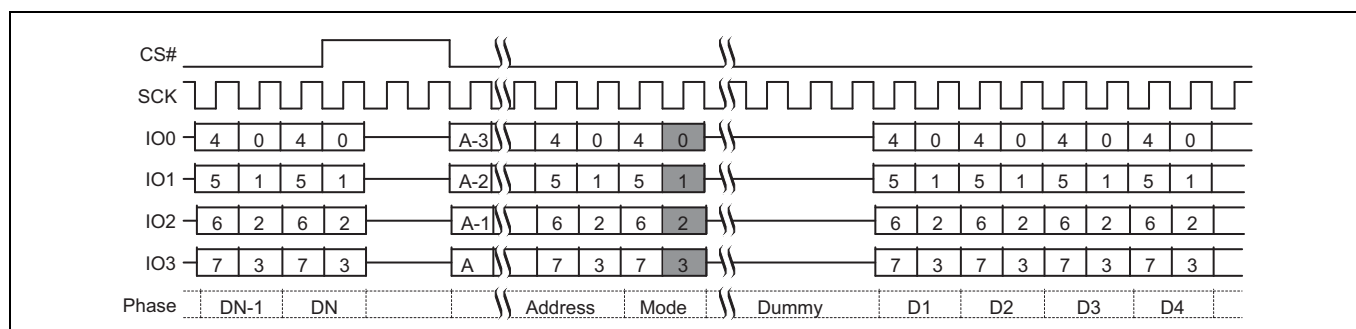 CS#
SCK
IO0 4 0 4 0 A-3 4 0 4 0 4 0 4 0 4 0 4 0
IO1 5 1 5 1 A-2 5 1 5 1 5 1 5 1 5 1 5 1
IO2 6 2 6 2 A-1 6 2 6 2 6 2 6 2 6 2 6 2
IO3 7 3 7 3 A 7 3 7 3 7 3 7 3 7 3 7 3
Phase DN-1 DN Address Mode Dummy D1 D2 D3 D4